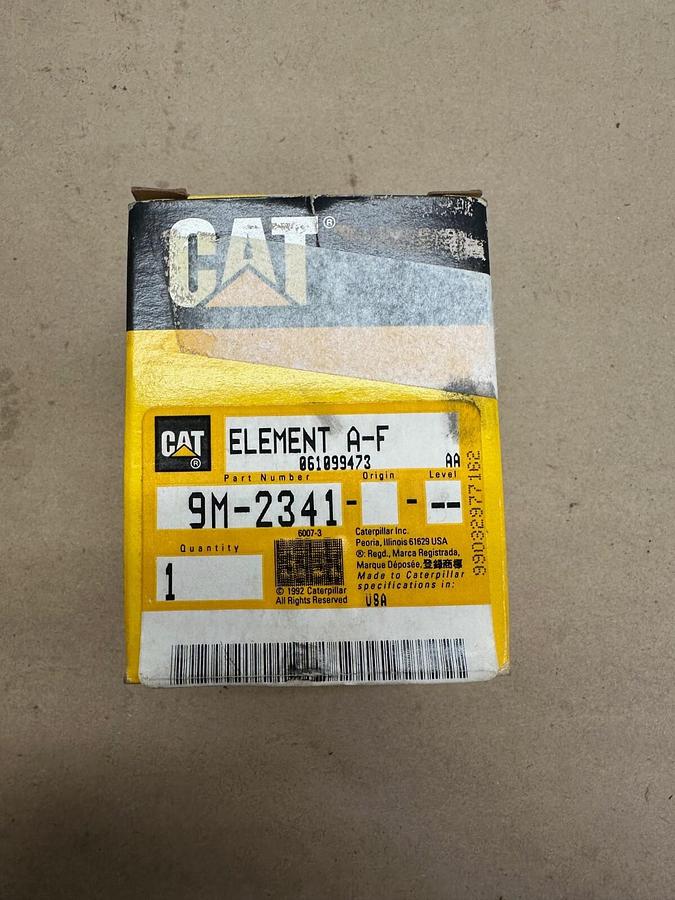 CAT®
CAT®
ELEMENT A-F
061099473 AA
Part Number Origin Level
9M-2341- - --
Quantity
1
6007-3
© 1992 Caterpillar
All Rights Reserved
Caterpillar Inc.
Peoria, Illinois 61629 USA
®: Regd., Marca Registrada,
Marque Déposée, 登錄商標
Made to Caterpillar
specifications in:
USA
99032977162